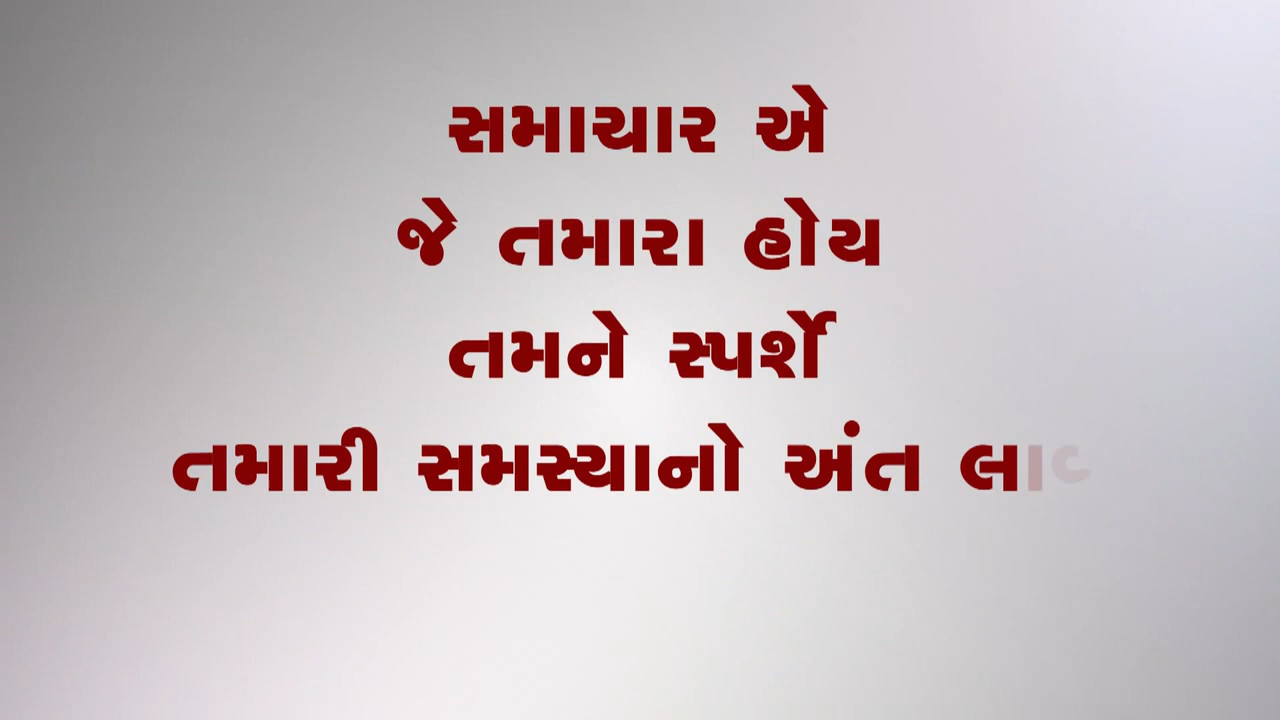 સમાચાર એ
જે તમારા હોય
તમને સ્પર્શે
તમારી સમસ્યાનો અંત